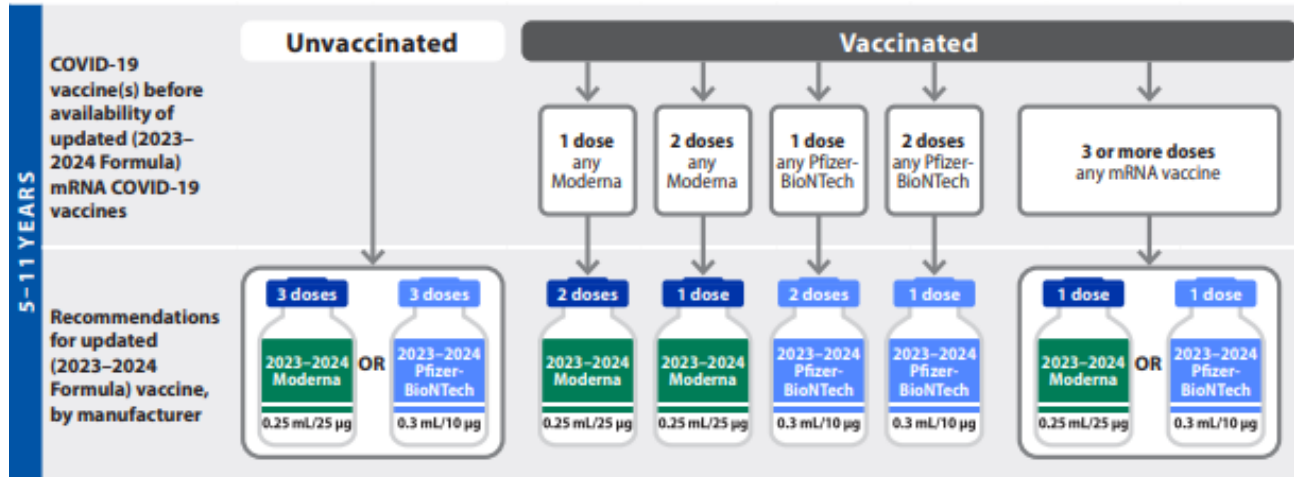 5–11 YEARS
COVID-19
vaccine(s) before
availability of
updated (2023–
2024 Formula)
mRNA COVID-19
vaccines
Unvaccinated
Vaccinated
1 dose
any
Moderna
2 doses
any
Moderna
1 dose
any Pfizer-
BioNTech
2 doses
any Pfizer-
BioNTech
3 or more doses
any mRNA vaccine
Recommendations
for updated
(2023–2024
Formula) vaccine,
by manufacturer
3 doses
2023–2024
Moderna
0.25 mL/25 µg
OR
3 doses
2023–2024
Pfizer-
BioNTech
0.3 mL/10 µg
2 doses
2023–2024
Moderna
0.25 mL/25 µg
1 dose
2023–2024
Moderna
0.25 mL/25 µg
2 doses
2023–2024
Pfizer-
BioNTech
0.3 mL/10 µg
1 dose
2023–2024
Pfizer-
BioNTech
0.3 mL/10 µg
1 dose
2023–2024
Moderna
0.25 mL/25 µg
OR
1 dose
2023–2024
Pfizer-
BioNTech
0.3 mL/10 µg